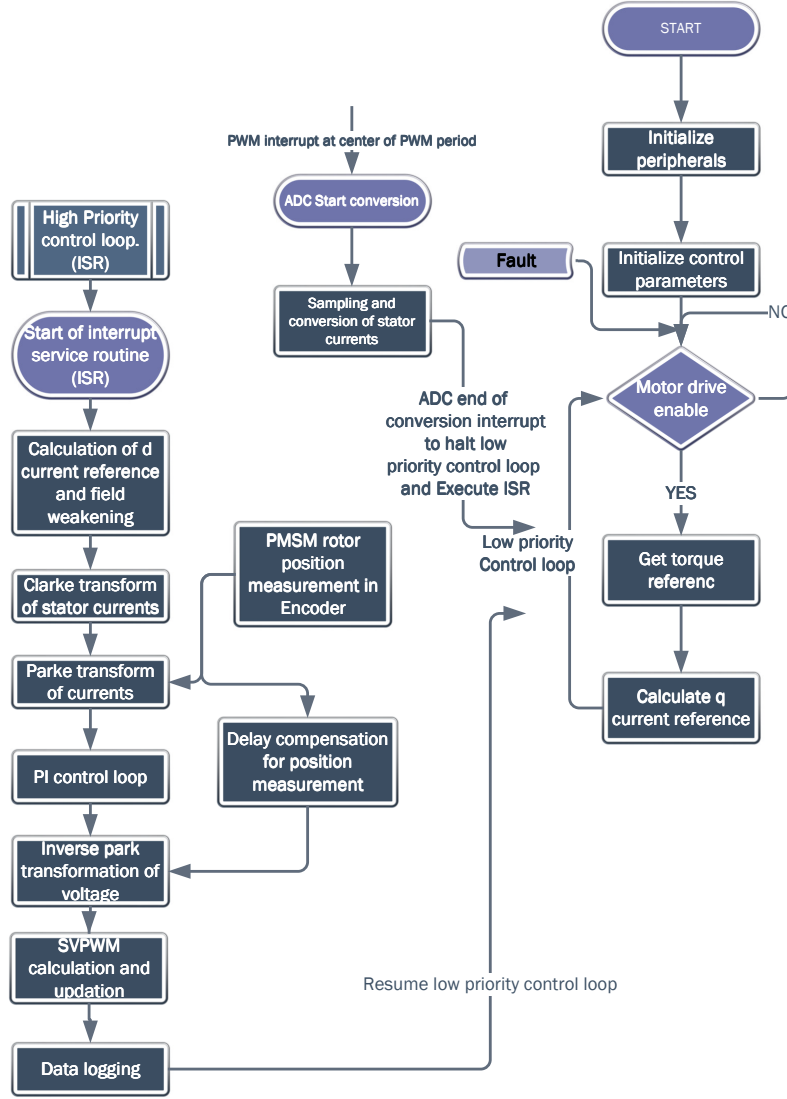 START
Initialize
peripherals
Initialize control
parameters
Fault
NO
Motor drive
enable
YES
Get torque
referenc
Calculate q
current reference
PWM interrupt at center of PWM period
ADC Start conversion
Sampling and
conversion of stator
currents
ADC end of
conversion interrupt
to halt low
priority control loop
and Execute ISR
Low priority
Control loop
High Priority
control loop.
(ISR)
Start of interrupt
service routine
(ISR)
Calculation of d
current reference
and field
weakening
Clarke transform
of stator currents
Parke transform
of currents
PI control loop
Inverse park
transformation of
voltage
SVPWM
calculation and
updation
Data logging
PMSM rotor
position
measurement in
Encoder
Delay compensation
for position
measurement
Resume low priority control loop